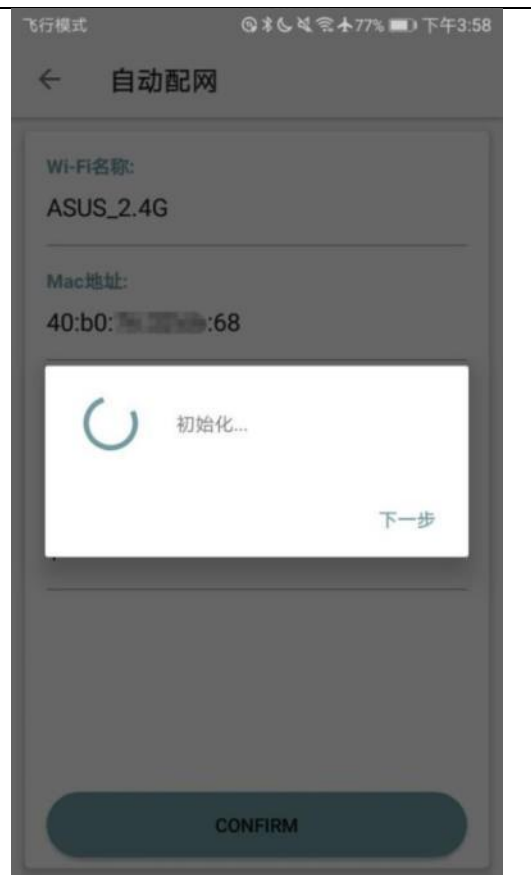 飞行模式 77% 下午3:58
自动配网
Wi-Fi名称:
ASUS_2.4G
Mac地址:
40:b0: :68
初始化...
下一步
CONFIRM